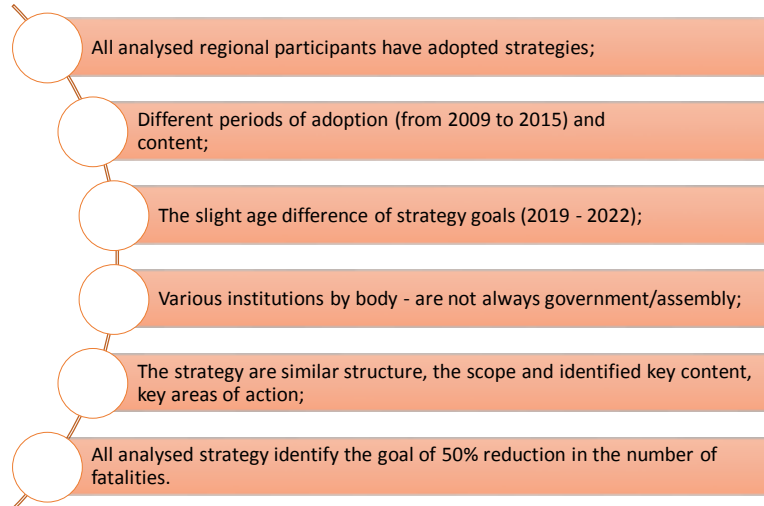 All analysed regional participants have adopted strategies;
Different periods of adoption (from 2009 to 2015) and
content;
The slight age difference of strategy goals (2019 - 2022);
Various institutions by body - are not always government/assembly;
The strategy are similar structure, the scope and identified key content,
key areas of action;
All analysed strategy identify the goal of 50% reduction in the number of
fatalities.